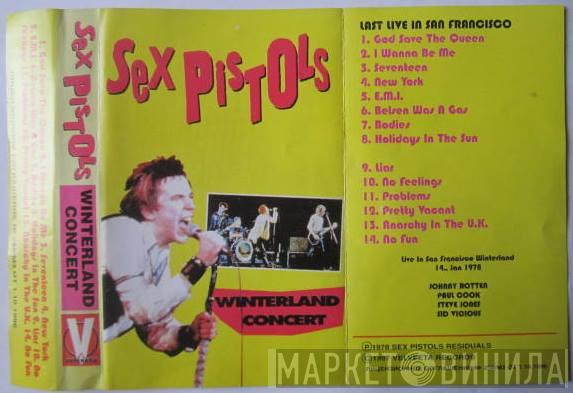 SEX PISTOLS
WINTERLAND
CONCERT
SEX PISTOLS
WINTERLAND
CONCERT
LAST LIVE IN SAN FRANCISCO
1. God Save The Queen
2. I Wanna Be Me
3. Seventeen
4. New York
5. E.M.I.
6. Belsen Was A Gas
7. Bodies
8. Holidays In The Sun
9. Liar
10. No Feelings
11. Problems
12. Pretty Vacant
13. Anarchy In The U.K.
14. No Fun
Live In San Francisco Winterland
14., Jan 1978
JOHNNY ROTTEN
PAUL COOK
STEVE JONES
SID VICIOUS
Ⓟ1978 SEX PISTOLS RESIDUALS
VELVEETA RECORDS
МАРКЕТ ВИНИЛА